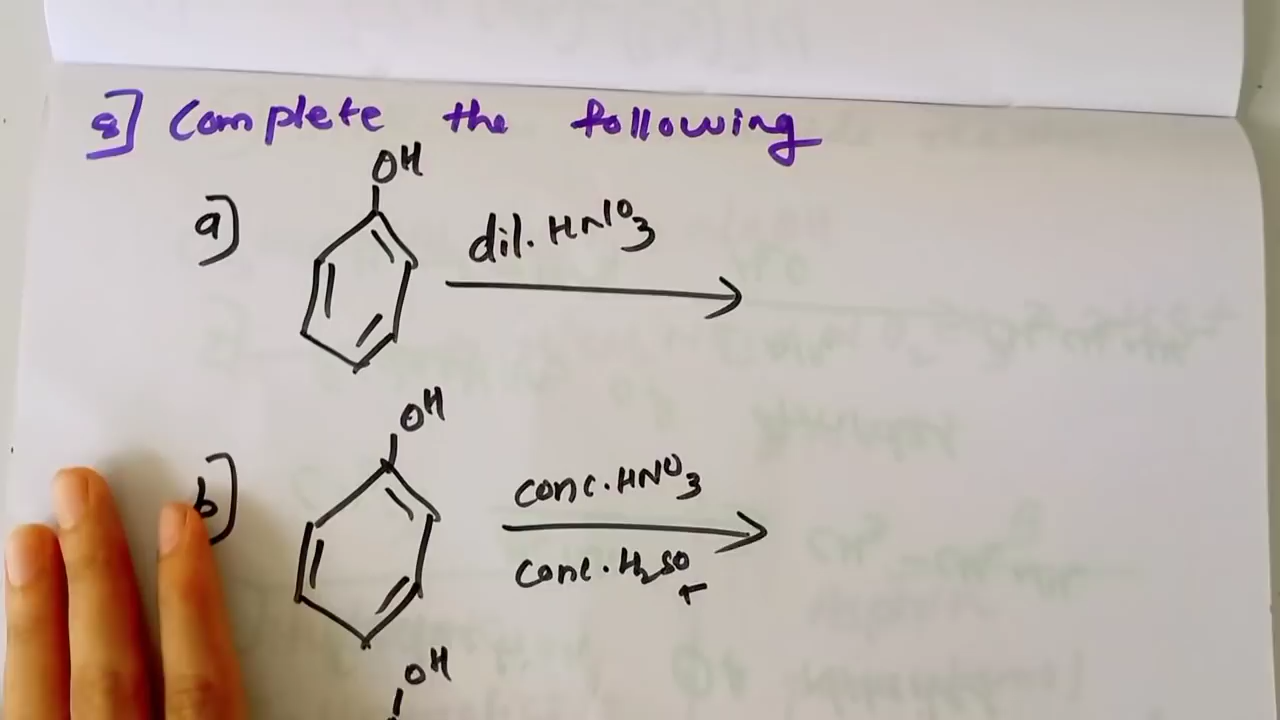 8] Complete the following
OH
a]
dil. HNO3
OH
b]
conc. HNO3
conc. H2SO4
OH